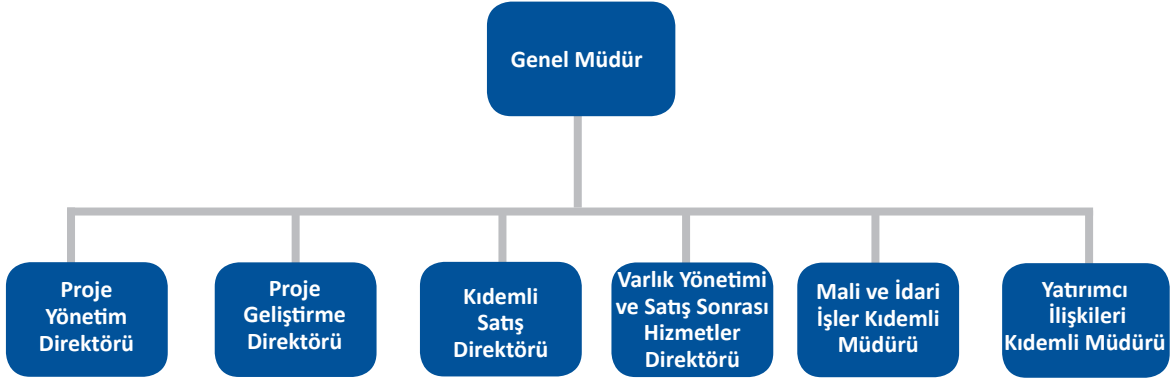 Genel Müdür
Proje
Yönetim
Direktörü
Proje
Geliştirme
Direktörü
Kıdemli
Satış
Direktörü
Varlık Yönetimi
ve Satış Sonrası
Hizmetler
Direktörü
Mali ve İdari
İşler Kıdemli
Müdürü
Yatırımcı
İlişkileri
Kıdemli Müdürü